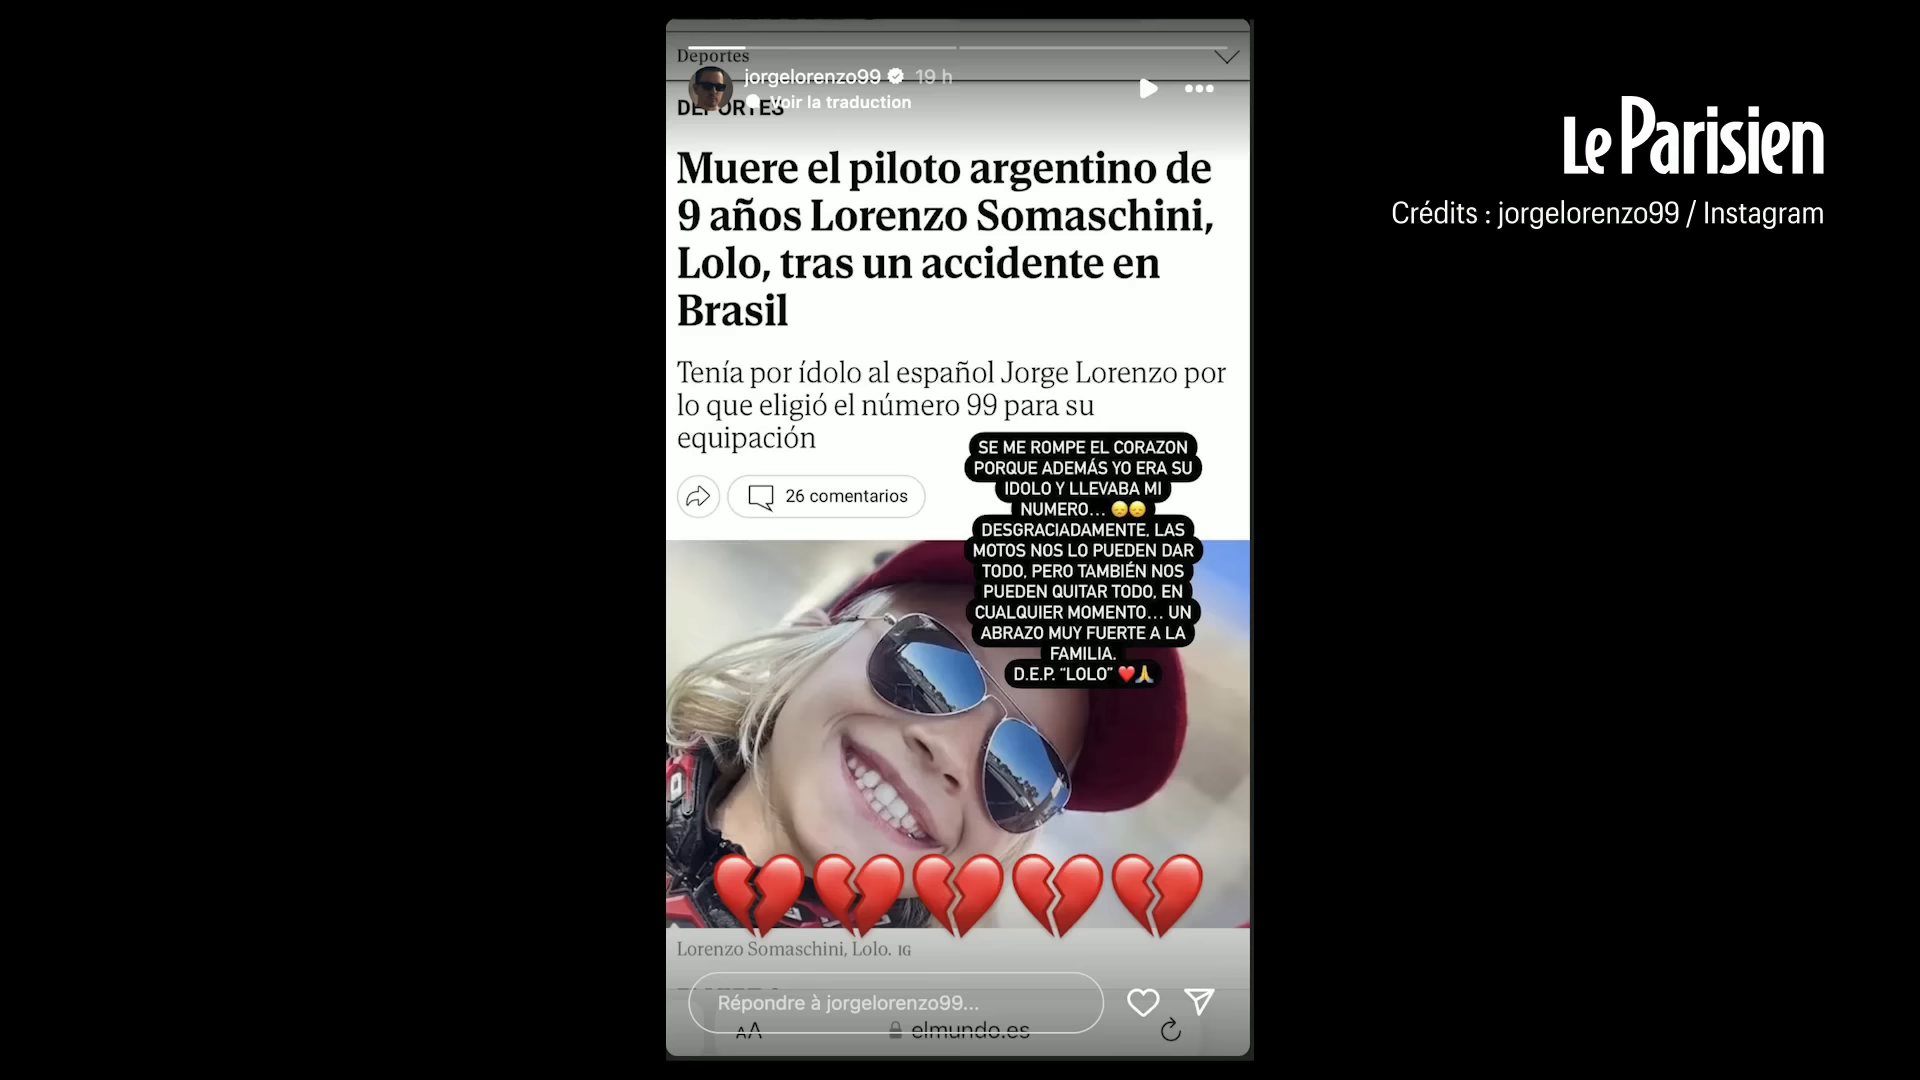 Deportes
jorgelorenzo99 19 h
Voir la traduction
DEPORTES
Muere el piloto argentino de
9 años Lorenzo Somaschini,
Lolo, tras un accidente en
Brasil
Tenía por ídolo al español Jorge Lorenzo por
lo que eligió el número 99 para su
equipación
26 comentarios
SE ME ROMPE EL CORAZON
PORQUE ADEMÁS YO ERA SU
IDOLO Y LLEVABA MI
NUMERO... 😞😞
DESGRACIADAMENTE, LAS
MOTOS NOS LO PUEDEN DAR
TODO, PERO TAMBIÉN NOS
PUEDEN QUITAR TODO, EN
CUALQUIER MOMENTO... UN
ABRAZO MUY FUERTE A LA
FAMILIA.
D.E.P. “LOLO” ❤️🙏
💔💔💔💔💔
Lorenzo Somaschini, Lolo. IG
Répondre à jorgelorenzo99...
AA elmundo.es
Le Parisien
Crédits : jorgelorenzo99 / Instagram